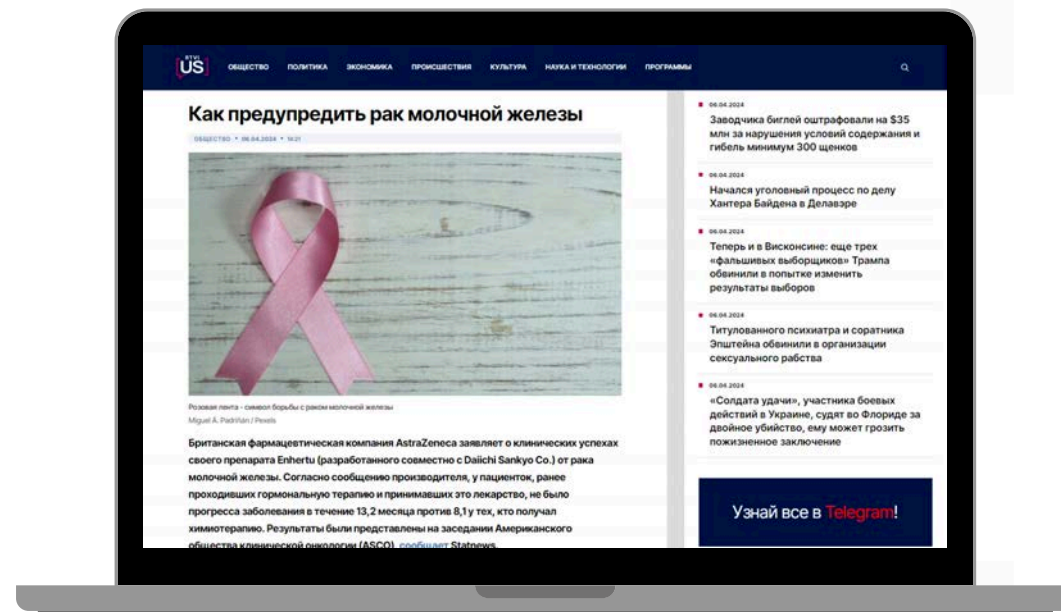 RTVI
US
ОБЩЕСТВО ПОЛИТИКА ЭКОНОМИКА ПРОИСШЕСТВИЯ КУЛЬТУРА НАУКА И ТЕХНОЛОГИИ ПРОГРАММЫ
Как предупредить рак молочной железы
ОБЩЕСТВО • 06.04.2024 •
Розовая лента - символ борьбы с раком молочной железы
Miguel Á. Padriñán / Pexels
Британская фармацевтическая компания AstraZeneca заявляет о клинических успехах
своего препарата Enhertu (разработанного совместно с Daiichi Sankyo Co.) от рака
молочной железы. Согласно сообщению производителя, у пациенток, ранее
проходивших гормональную терапию и принимавших это лекарство, не было
прогресса заболевания в течение 13,2 месяца против 8,1 у тех, кто получал
химиотерапию. Результаты были представлены на заседании Американского
общества клинической онкологии (ASCO), сообщает Statnews.
06.04.2024
Заводчика биглей оштрафовали на $35
млн за нарушения условий содержания и
гибель минимум 300 щенков
06.04.2024
Начался уголовный процесс по делу
Хантера Байдена в Делавэре
06.04.2024
Теперь и в Висконсине: еще трех
«фальшивых выборщиков» Трампа
обвинили в попытке изменить
результаты выборов
06.04.2024
Титулованного психиатра и соратника
Эпштейна обвинили в организации
сексуального рабства
06.04.2024
«Солдата удачи», участника боевых
действий в Украине, судят во Флориде за
двойное убийство, ему может грозить
пожизненное заключение
Узнай все в Telegram!